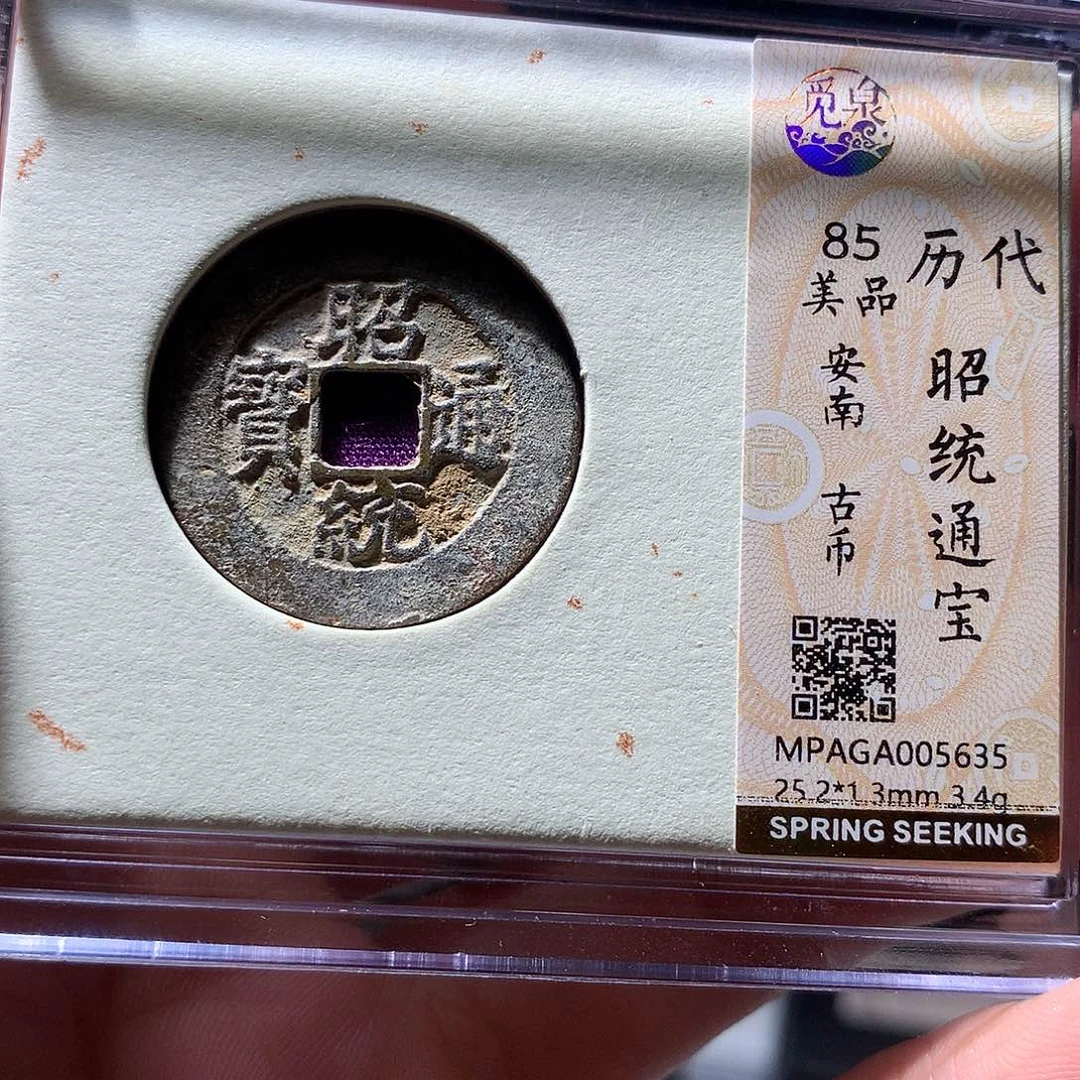 昭統通寶
覓泉
85
美品
安南
古币
历代
昭统通宝
MPAGA005635
25.2*1.3mm 3.4g
SPRING SEEKING